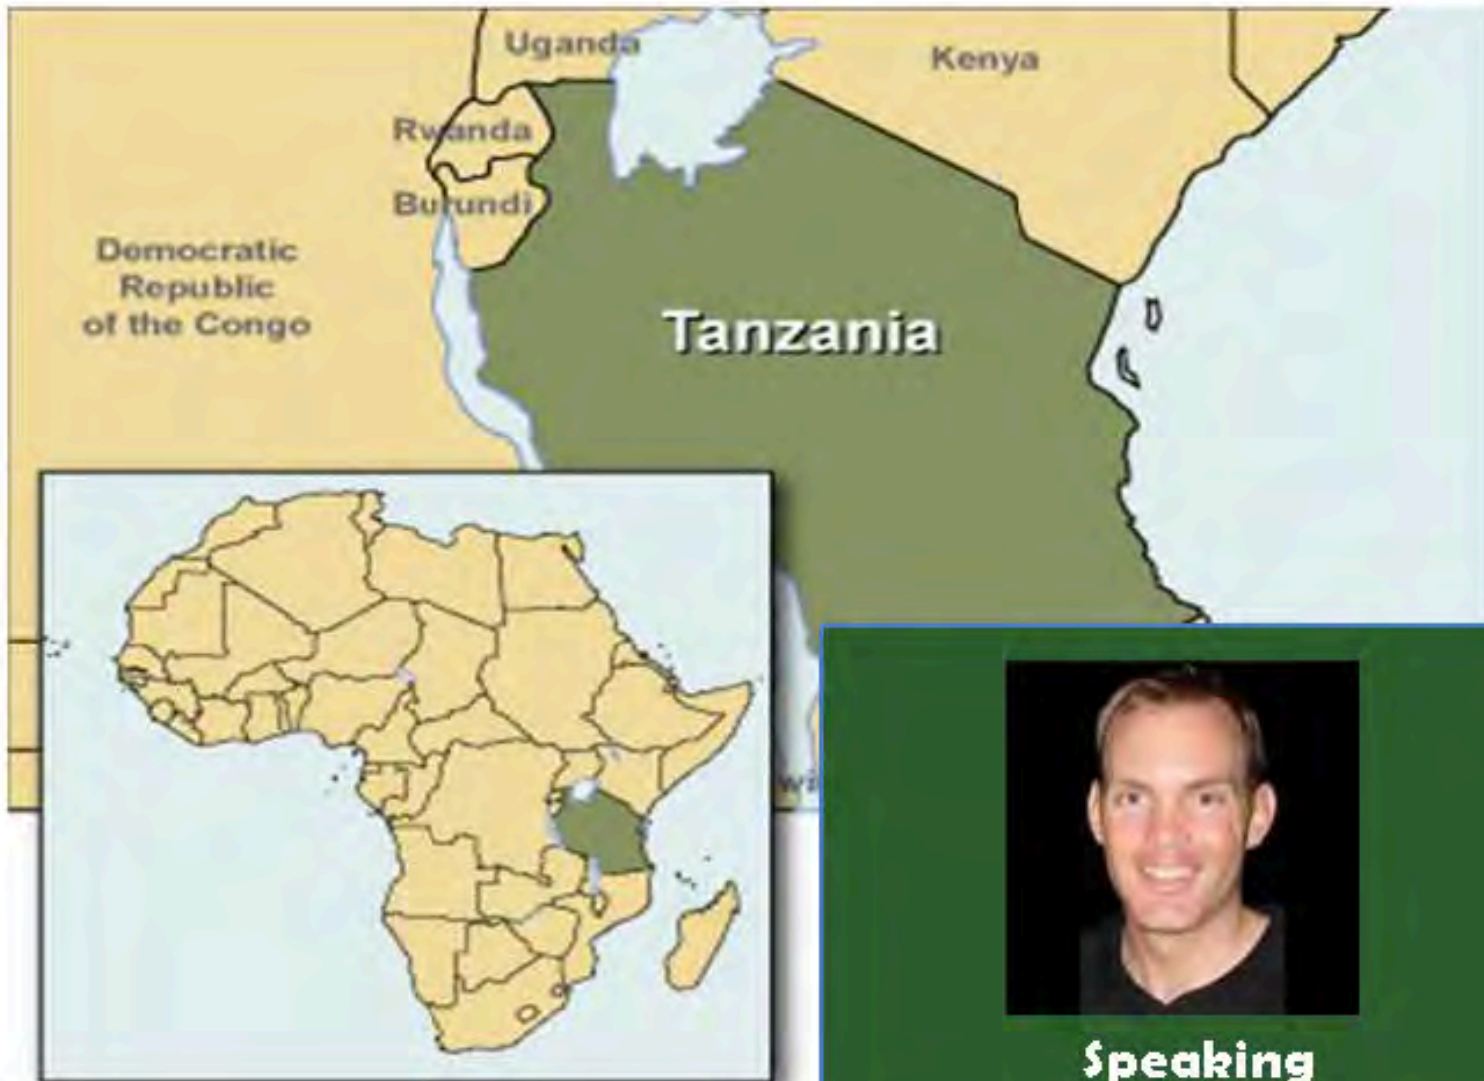 Uganda
Kenya
Rwanda
Burundi
Democratic
Republic
of the Congo
Tanzania
Speaking